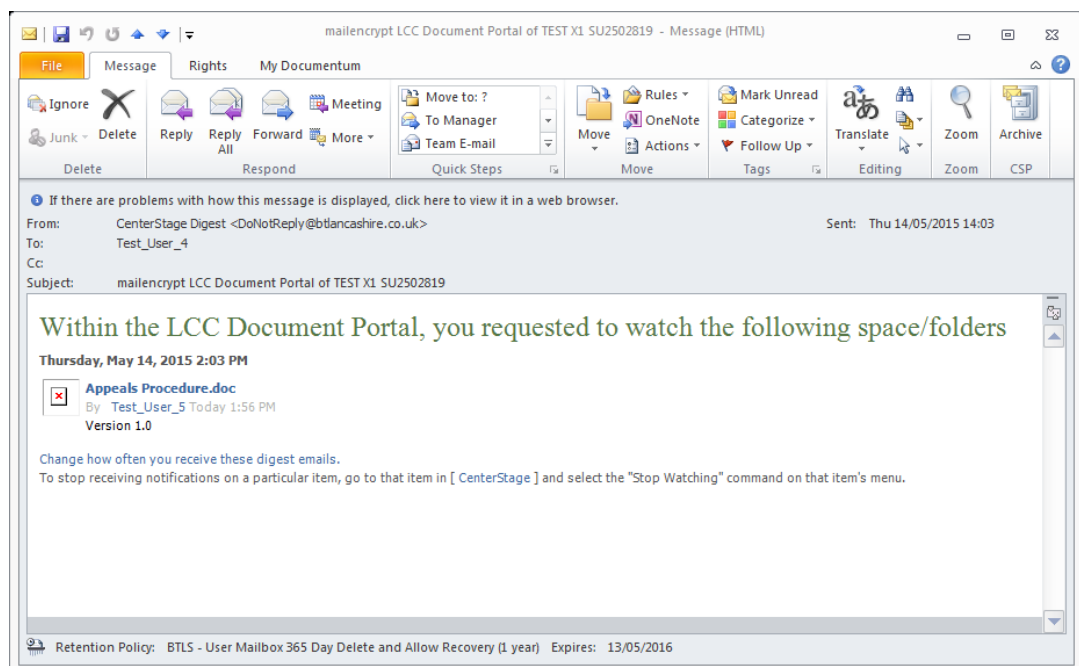 mailencrypt LCC Document Portal of TEST X1 SU2502819 - Message (HTML)
File Message Rights My Documentum
Ignore
Junk
Delete
Reply
Reply All
Forward
Meeting
More
Move to: ?
To Manager
Team E-mail
Move
Rules
OneNote
Actions
Mark Unread
Categorize
Follow Up
Translate
Zoom
Archive
Delete Respond Quick Steps Move Tags Editing Zoom CSP
If there are problems with how this message is displayed, click here to view it in a web browser.
From: CenterStage Digest <DoNotReply@btlancashire.co.uk> Sent: Thu 14/05/2015 14:03
To: Test_User_4
Cc:
Subject: mailencrypt LCC Document Portal of TEST X1 SU2502819
Within the LCC Document Portal, you requested to watch the following space/folders
Thursday, May 14, 2015 2:03 PM
Appeals Procedure.doc
By Test_User_5 Today 1:56 PM
Version 1.0
Change how often you receive these digest emails.
To stop receiving notifications on a particular item, go to that item in [ CenterStage ] and select the "Stop Watching" command on that item's menu.
Retention Policy: BTLS - User Mailbox 365 Day Delete and Allow Recovery (1 year) Expires: 13/05/2016